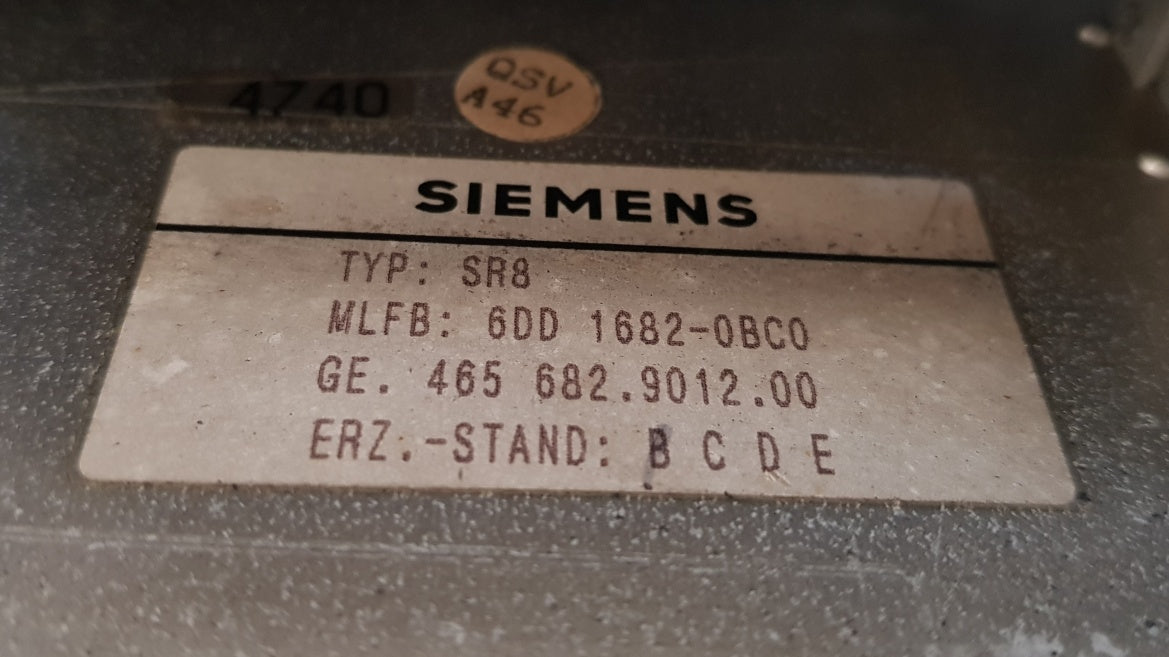 4740
QSV
A46
SIEMENS
TYP: SR8
MLFB: 6DD 1682-0BC0
GE. 465 682.9012.00
ERZ.-STAND: B C D E